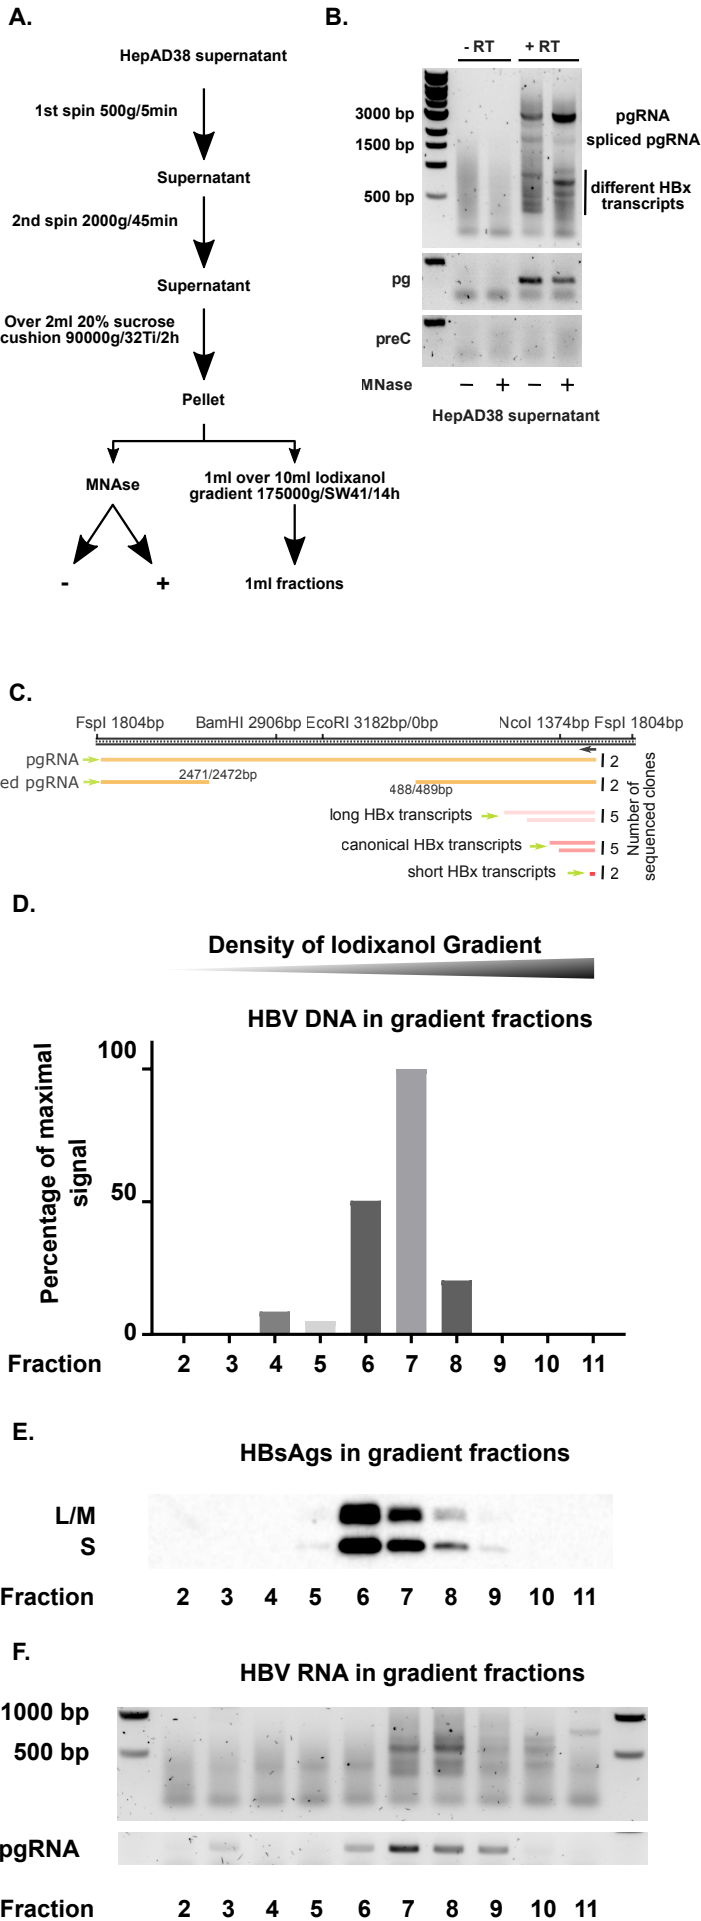 A.
HepAD38 supernatant
1st spin 500g/5min
Supernatant
2nd spin 2000g/45min
Supernatant
Over 2ml 20% sucrose
cushion 90000g/32Ti/2h
Pellet
MNAse
1ml over 10ml Iodixanol
gradient 175000g/SW41/14h
- +
1ml fractions
B.
- RT + RT
3000 bp
1500 bp
500 bp
pgRNA
spliced pgRNA
different HBx
transcripts
pg
preC
MNase − + − +
HepAD38 supernatant
C.
FspI 1804bp BamHI 2906bp EcoRI 3182bp/0bp NcoI 1374bp FspI 1804bp
pgRNA 2
ed pgRNA 2471/2472bp 488/489bp 2
long HBx transcripts 5
canonical HBx transcripts 5
short HBx transcripts 2
Number of
sequenced clones
D.
Density of Iodixanol Gradient
HBV DNA in gradient fractions
Percentage of maximal
signal
100
50
0
Fraction 2 3 4 5 6 7 8 9 10 11
E.
HBsAgs in gradient fractions
L/M
S
Fraction 2 3 4 5 6 7 8 9 10 11
F.
HBV RNA in gradient fractions
1000 bp
500 bp
pgRNA
Fraction 2 3 4 5 6 7 8 9 10 11